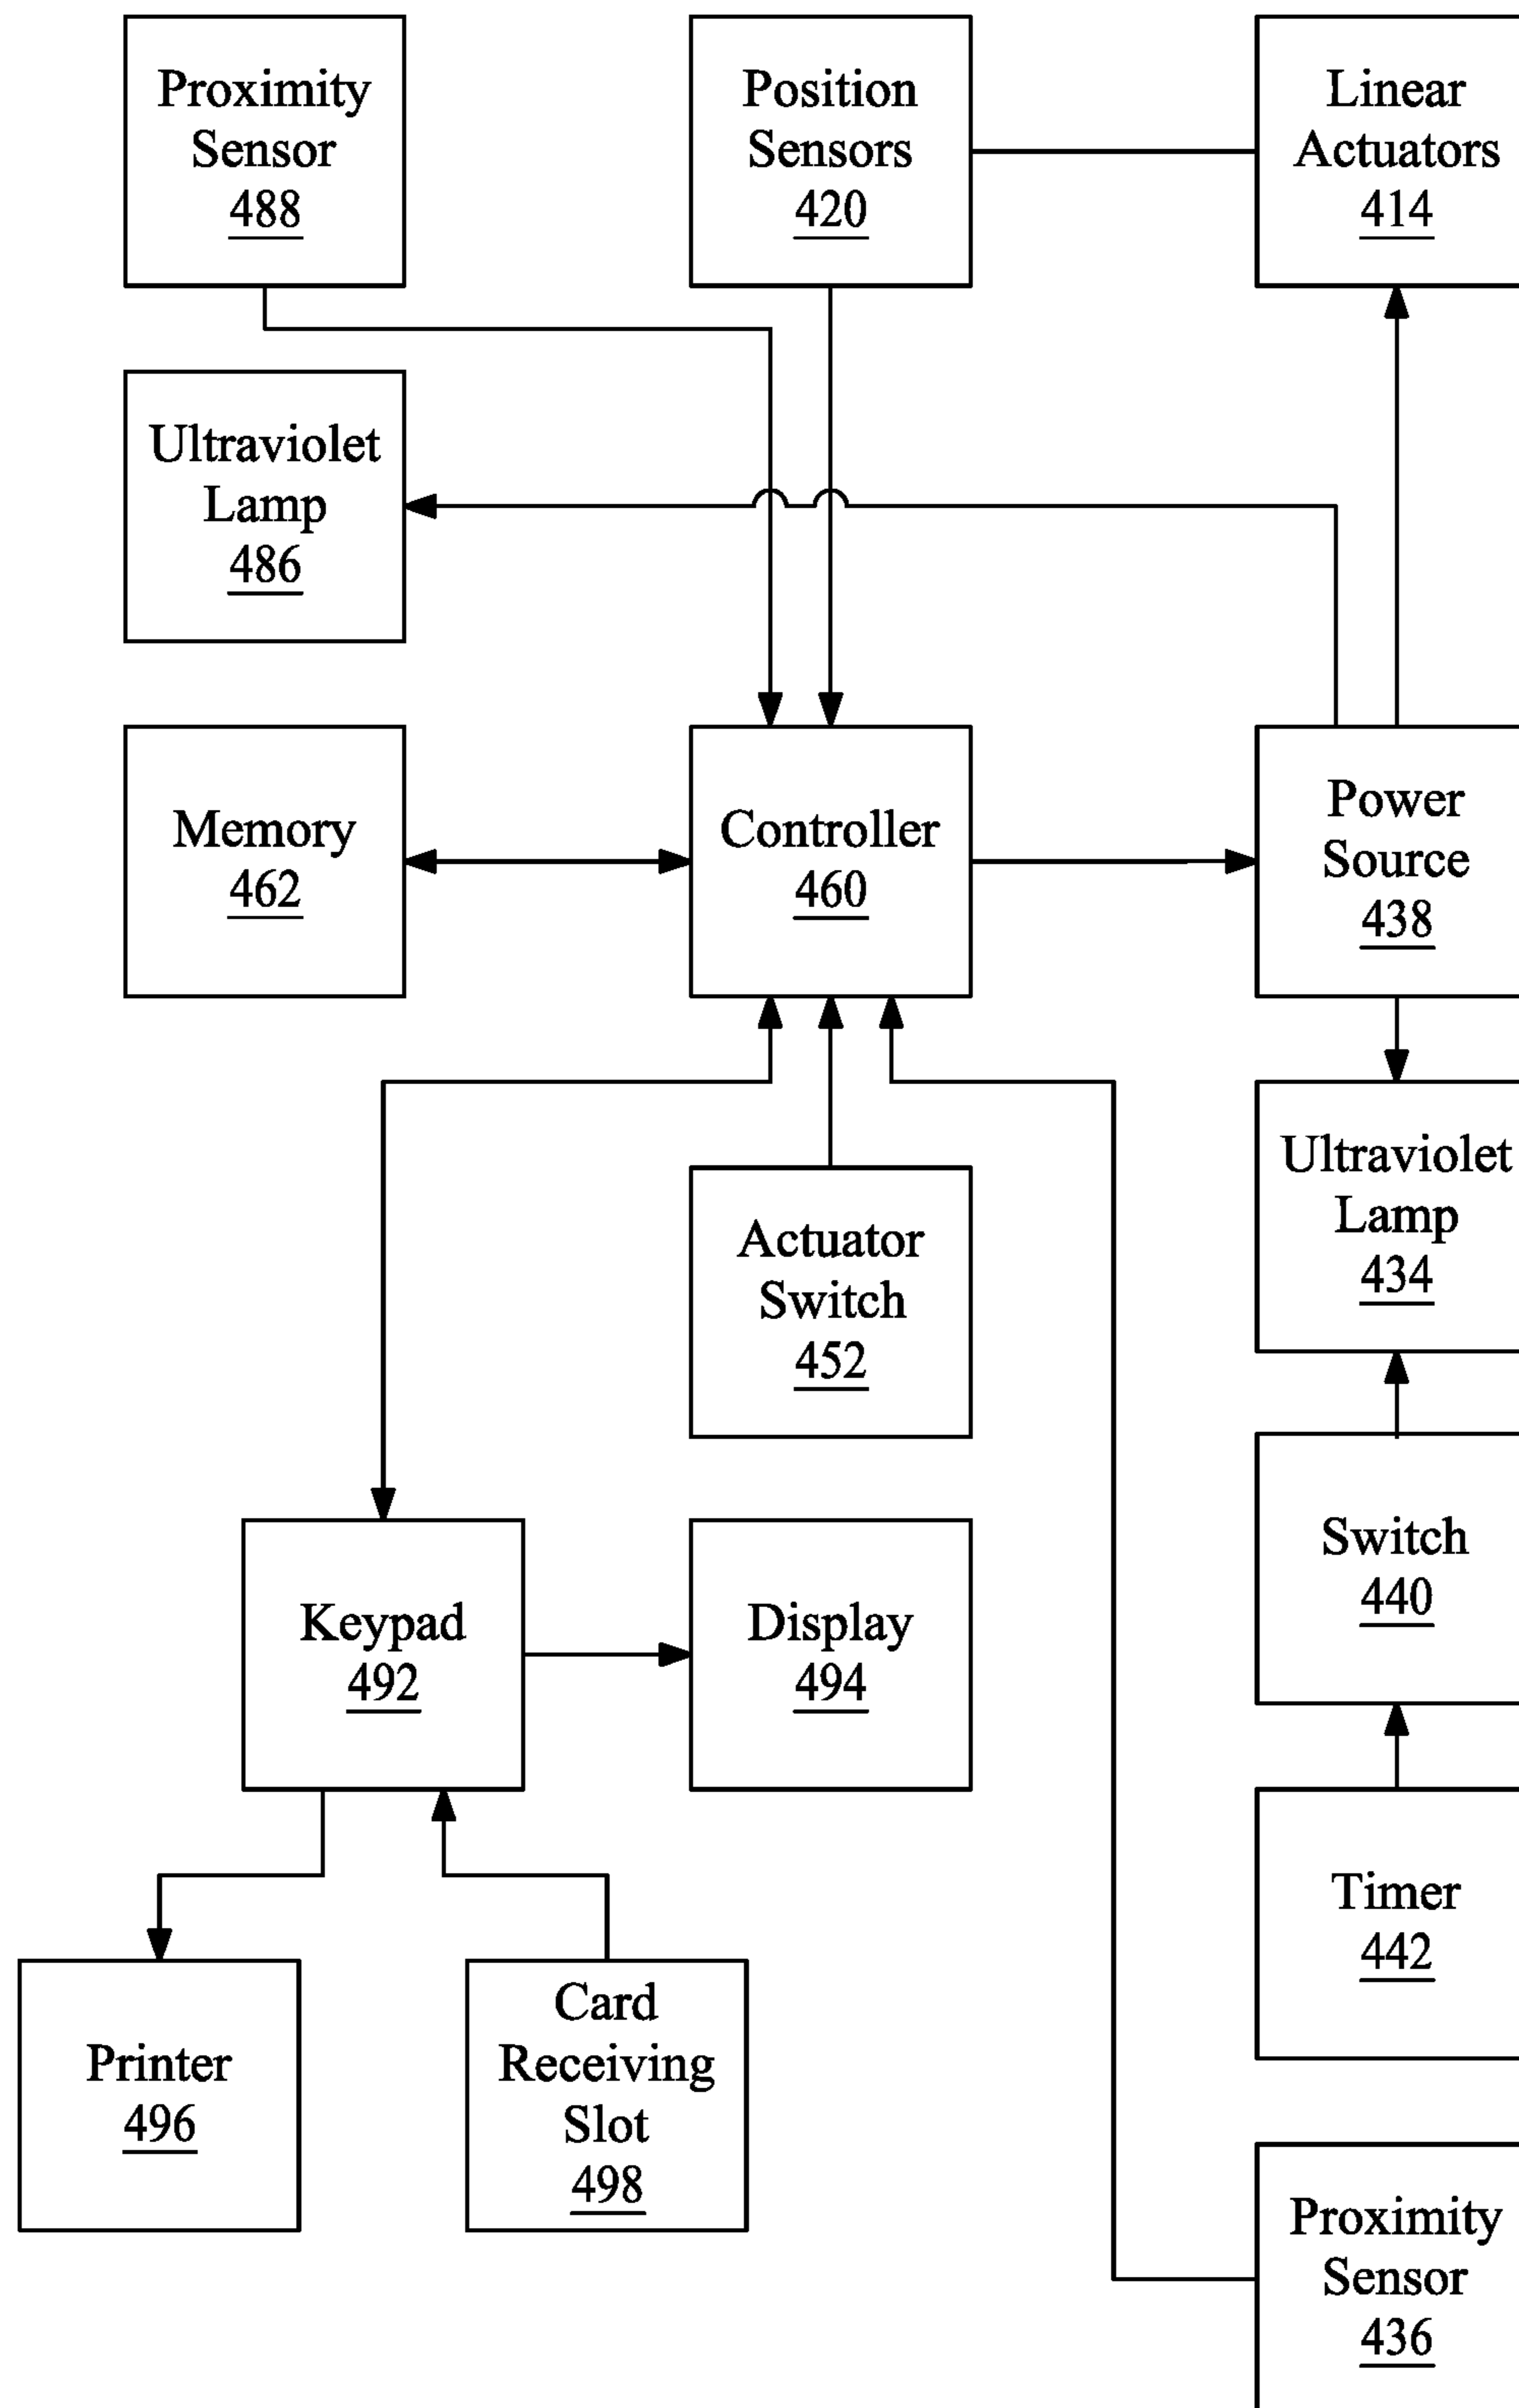 Proximity
Sensor
488
Position
Sensors
420
Linear
Actuators
414
Ultraviolet
Lamp
486
Memory
462
Controller
460
Power
Source
438
Ultraviolet
Lamp
434
Actuator
Switch
452
Switch
440
Keypad
492
Display
494
Timer
442
Printer
496
Card
Receiving
Slot
498
Proximity
Sensor
436